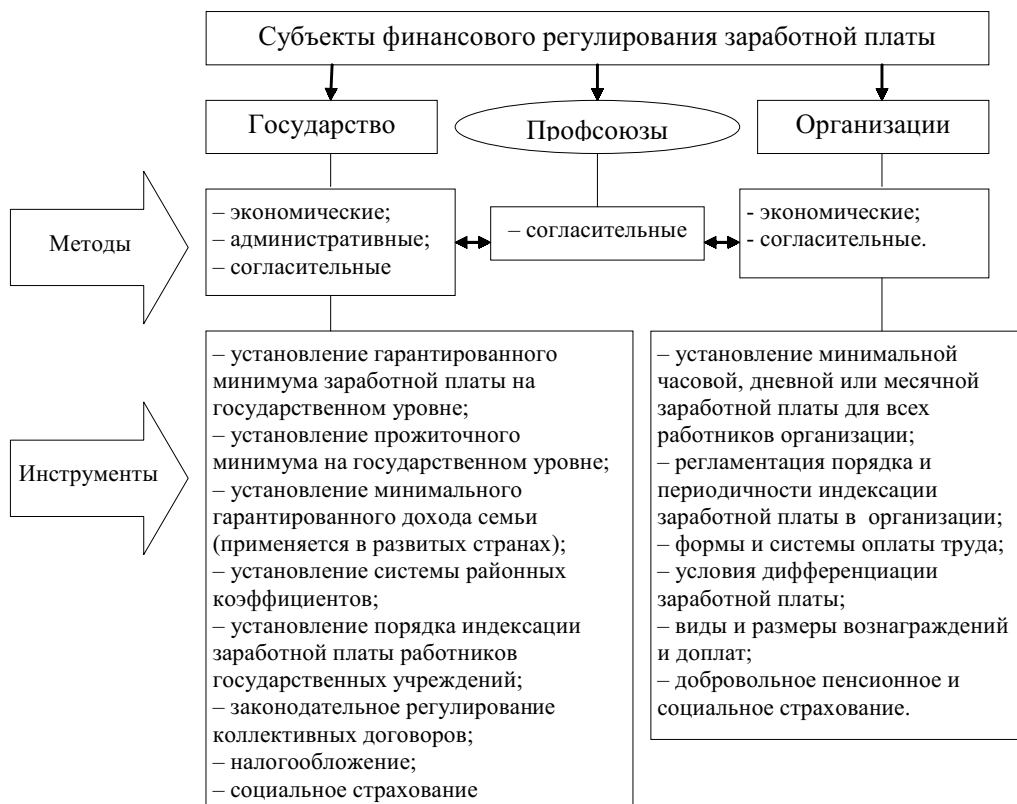 Субъекты финансового регулирования заработной платы
Государство
Профсоюзы
Организации
Методы
– экономические;
– административные;
– согласительные
– согласительные
- экономические;
- согласительные.
Инструменты
– установление гарантированного
минимума заработной платы на
государственном уровне;
– установление прожиточного
минимума на государственном уровне;
– установление минимального
гарантированного дохода семьи
(применяется в развитых странах);
– установление системы районных
коэффициентов;
– установление порядка индексации
заработной платы работников
государственных учреждений;
– законодательное регулирование
коллективных договоров;
– налогообложение;
– социальное страхование
– установление минимальной
часовой, дневной или месячной
заработной платы для всех
работников организации;
– регламентация порядка и
периодичности индексации
заработной платы в организации;
– формы и системы оплаты труда;
– условия дифференциации
заработной платы;
– виды и размеры вознаграждений
и доплат;
– добровольное пенсионное и
социальное страхование.